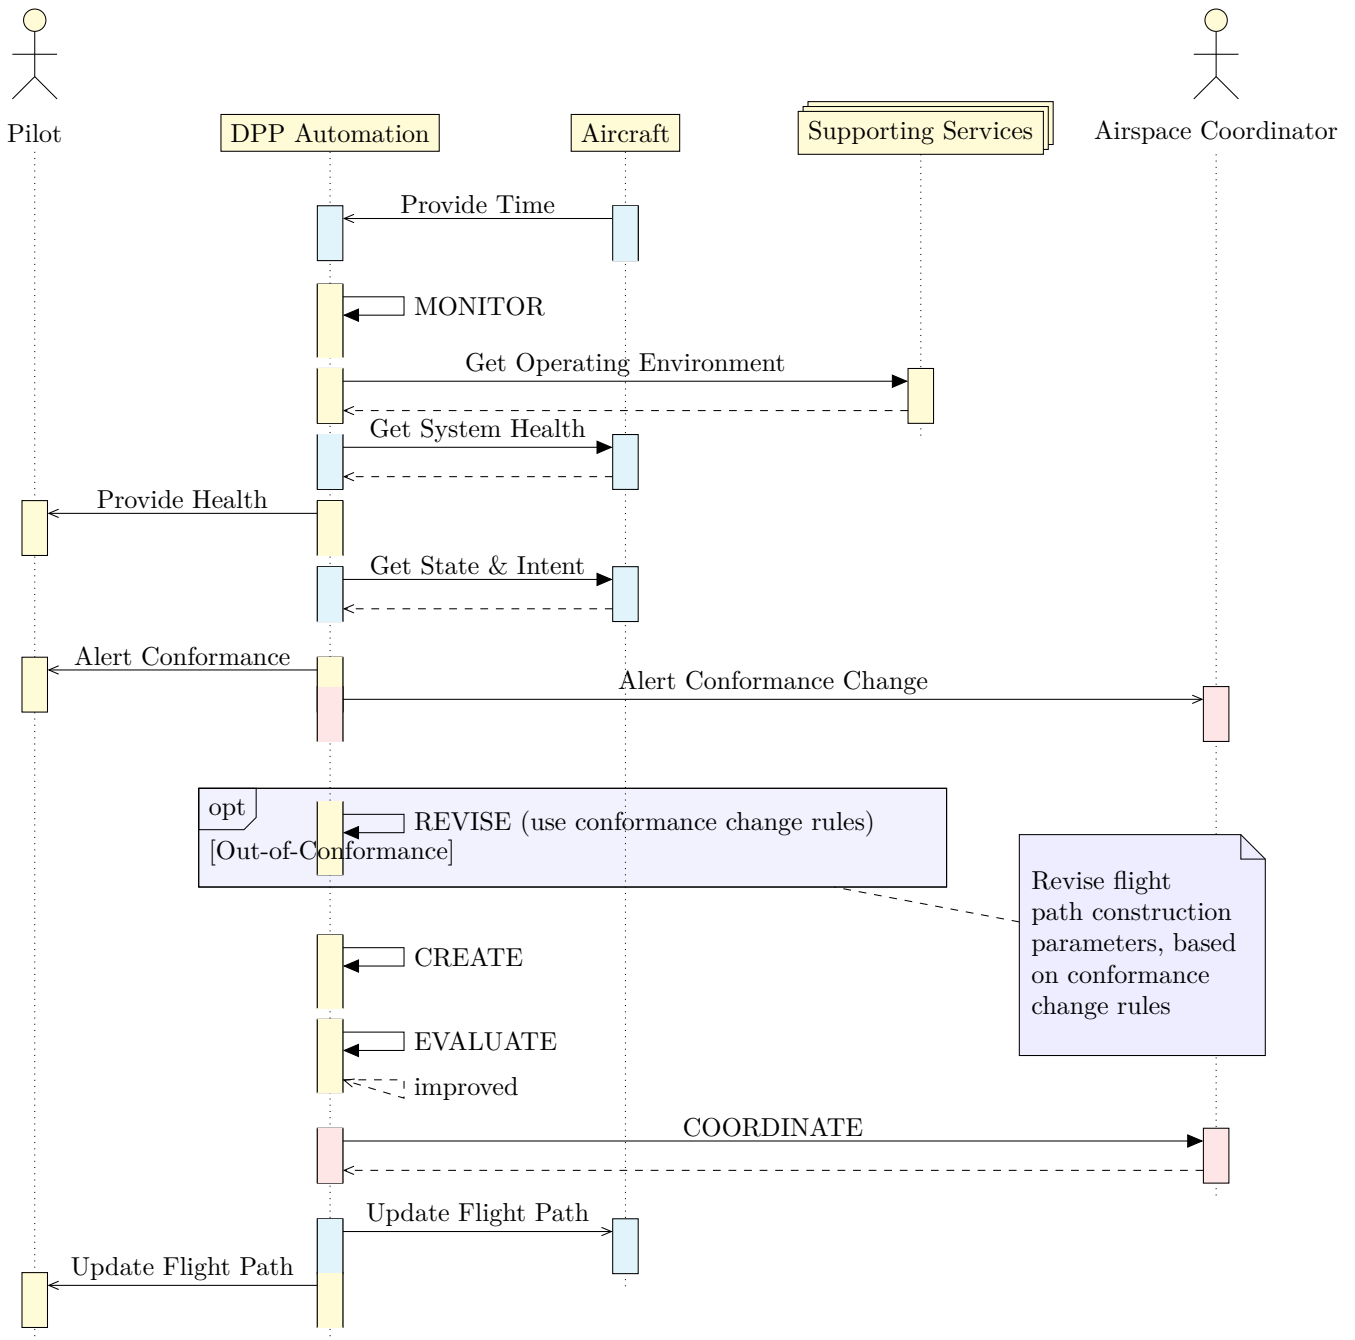 Pilot
DPP Automation
Aircraft
Supporting Services
Airspace Coordinator
Provide Time
MONITOR
Get Operating Environment
Get System Health
Provide Health
Get State & Intent
Alert Conformance
Alert Conformance Change
opt
REVISE (use conformance change rules)
[Out-of-Conformance]
Revise flight
path construction
parameters, based
on conformance
change rules
CREATE
EVALUATE
improved
COORDINATE
Update Flight Path
Update Flight Path